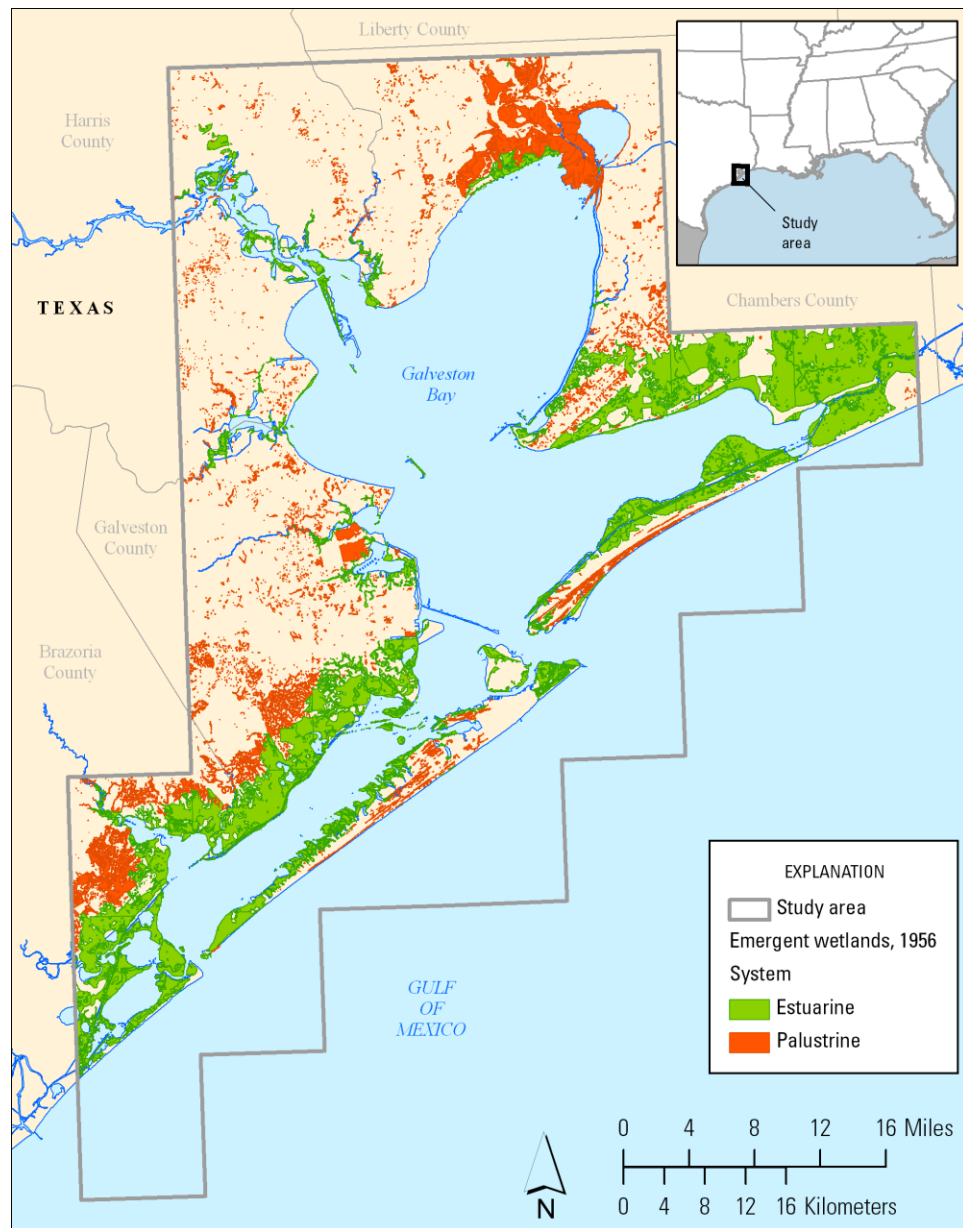 Liberty County
Harris
County
Study
area
TEXAS
Chambers County
Galveston
Bay
Galveston
County
Brazoria
County
GULF
OF
MEXICO
EXPLANATION
Study area
Emergent wetlands, 1956
System
Estuarine
Palustrine
0 4 8 12 16 Miles
0 4 8 12 16 Kilometers
N